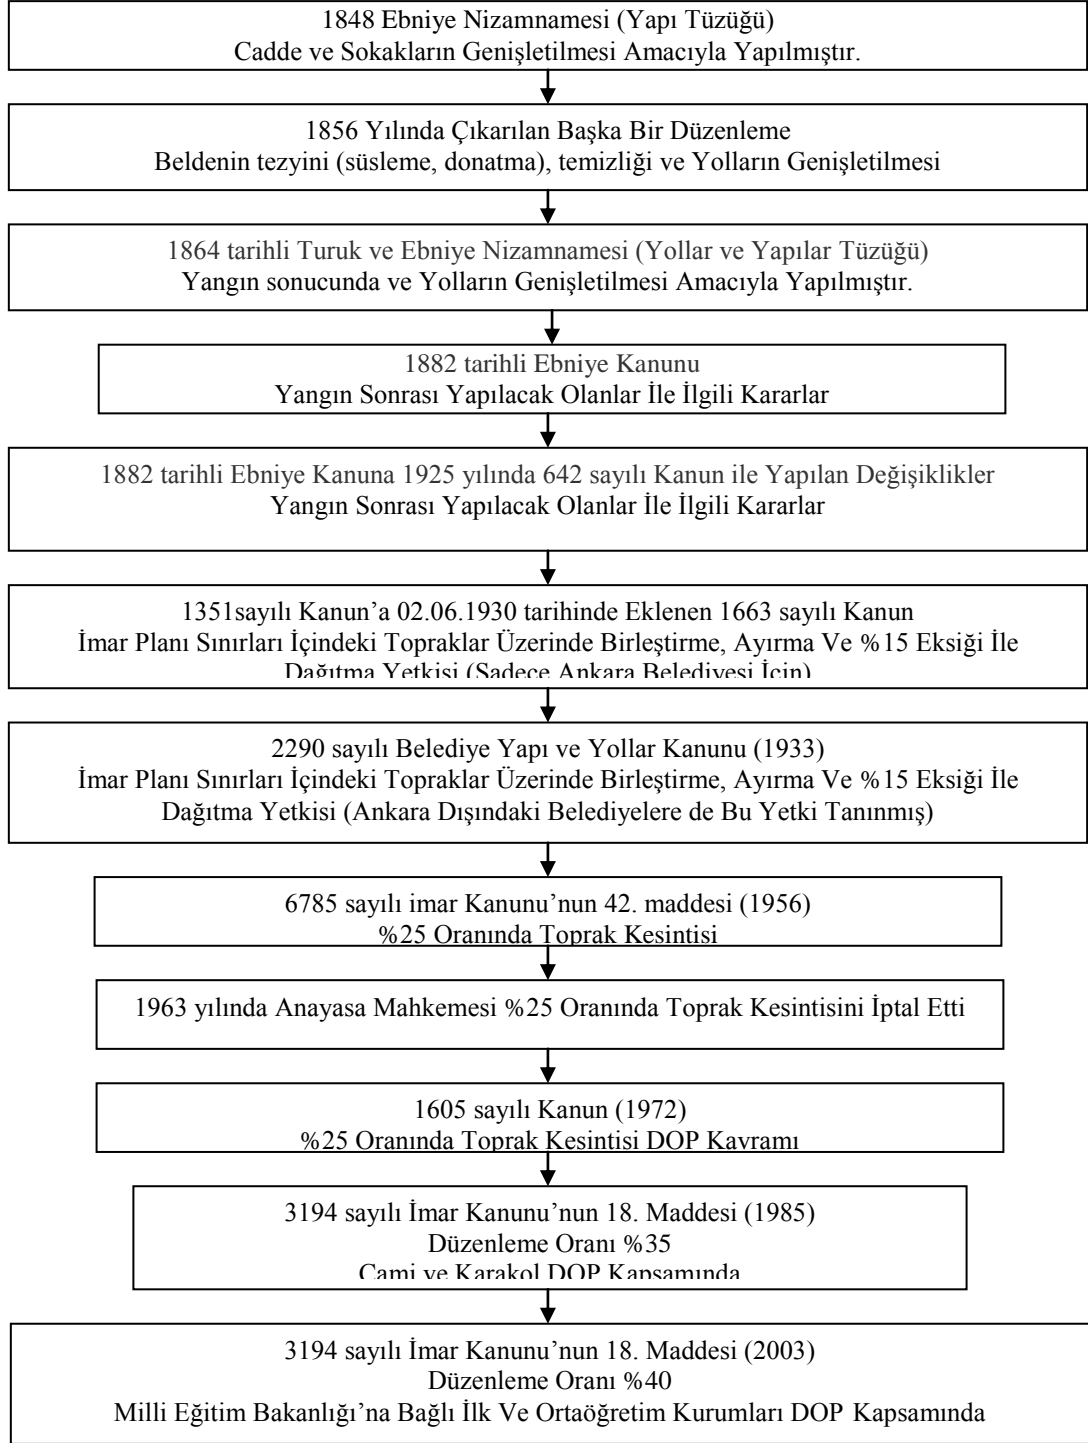 1848 Ebniye Nizamnamesi (Yapı Tüzüğü)
Cadde ve Sokakların Genişletilmesi Amacıyla Yapılmıştır.
1856 Yılında Çıkarılan Başka Bir Düzenleme
Beldenin tezyini (süsleme, donatma), temizliği ve Yolların Genişletilmesi
1864 tarihli Turuk ve Ebniye Nizamnamesi (Yollar ve Yapılar Tüzüğü)
Yangın sonucunda ve Yolların Genişletilmesi Amacıyla Yapılmıştır.
1882 tarihli Ebniye Kanunu
Yangın Sonrası Yapılacak Olanlar İle İlgili Kararlar
1882 tarihli Ebniye Kanuna 1925 yılında 642 sayılı Kanun ile Yapılan Değişiklikler
Yangın Sonrası Yapılacak Olanlar İle İlgili Kararlar
1351sayılı Kanun’a 02.06.1930 tarihinde Eklenen 1663 sayılı Kanun
İmar Planı Sınırları İçindeki Topraklar Üzerinde Birleştirme, Ayırma Ve %15 Eksiği İle
Dağıtma Yetkisi (Sadece Ankara Belediyesi İçin)
2290 sayılı Belediye Yapı ve Yollar Kanunu (1933)
İmar Planı Sınırları İçindeki Topraklar Üzerinde Birleştirme, Ayırma Ve %15 Eksiği İle
Dağıtma Yetkisi (Ankara Dışındaki Belediyelere de Bu Yetki Tanınmış)
6785 sayılı imar Kanunu’nun 42. maddesi (1956)
%25 Oranında Toprak Kesintisi
1963 yılında Anayasa Mahkemesi %25 Oranında Toprak Kesintisini İptal Etti
1605 sayılı Kanun (1972)
%25 Oranında Toprak Kesintisi DOP Kavramı
3194 sayılı İmar Kanunu’nun 18. Maddesi (1985)
Düzenleme Oranı %35
Cami ve Karakol DOP Kapsamında
3194 sayılı İmar Kanunu’nun 18. Maddesi (2003)
Düzenleme Oranı %40
Milli Eğitim Bakanlığı’na Bağlı İlk Ve Ortaöğretim Kurumları DOP Kapsamında